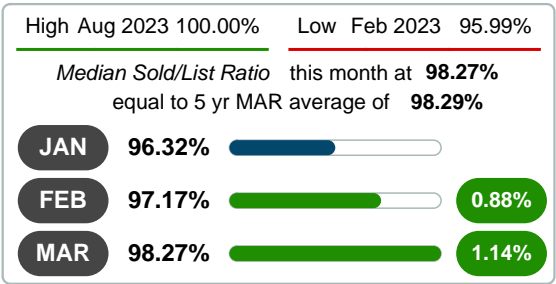 High Aug 2023 100.00% Low Feb 2023 95.99%
Median Sold/List Ratio this month at 98.27%
equal to 5 yr MAR average of 98.29%
JAN 96.32%
FEB 97.17% 0.88%
MAR 98.27% 1.14%